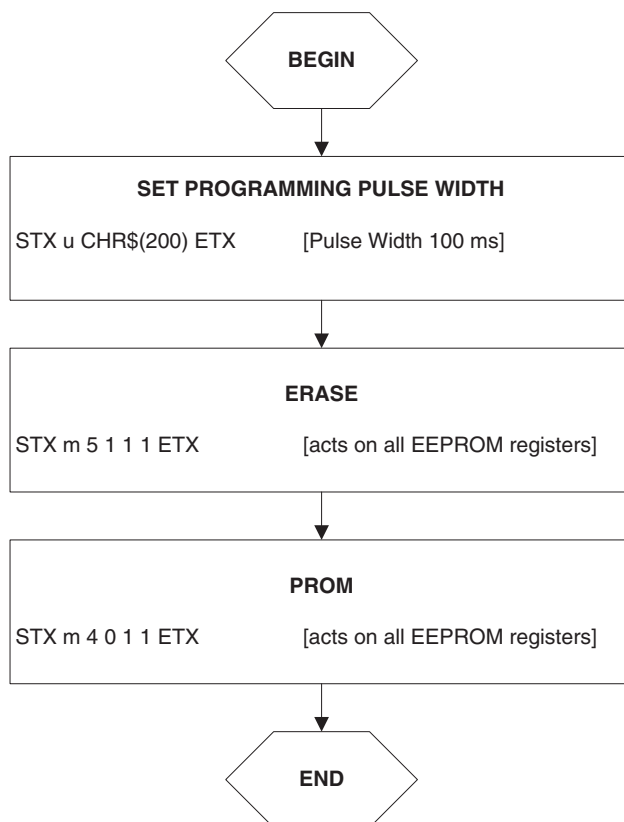 BEGIN
SET PROGRAMMING PULSE WIDTH
STX u CHR$(200) ETX [Pulse Width 100 ms]
ERASE
STX m 5 1 1 1 ETX [acts on all EEPROM registers]
PROM
STX m 4 0 1 1 ETX [acts on all EEPROM registers]
END